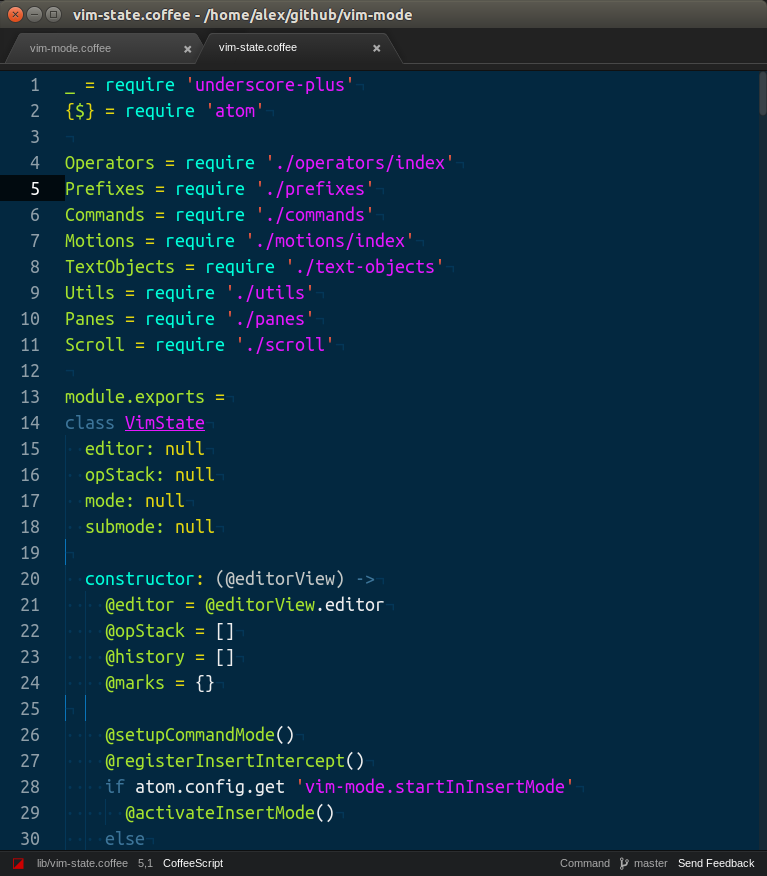 vim-state.coffee - /home/alex/github/vim-mode
vim-mode.coffee × vim-state.coffee ×
1 _ = require 'underscore-plus'¬
2 {$} = require 'atom'¬
3 ¬
4 Operators = require './operators/index'¬
5 Prefixes = require './prefixes'¬
6 Commands = require './commands'¬
7 Motions = require './motions/index'¬
8 TextObjects = require './text-objects'¬
9 Utils = require './utils'¬
10 Panes = require './panes'¬
11 Scroll = require './scroll'¬
12 ¬
13 module.exports =¬
14 class VimState¬
15 ··editor: null¬
16 ··opStack: null¬
17 ··mode: null¬
18 ··submode: null¬
19 ¬
20 ··constructor: (@editorView) ->¬
21 ····@editor = @editorView.editor¬
22 ····@opStack = []¬
23 ····@history = []¬
24 ····@marks = {}¬
25 ¬
26 ····@setupCommandMode()¬
27 ····@registerInsertIntercept()¬
28 ····if atom.config.get 'vim-mode.startInInsertMode'¬
29 ······@activateInsertMode()¬
30 ····else¬
lib/vim-state.coffee 5,1 CoffeeScript Command master Send Feedback